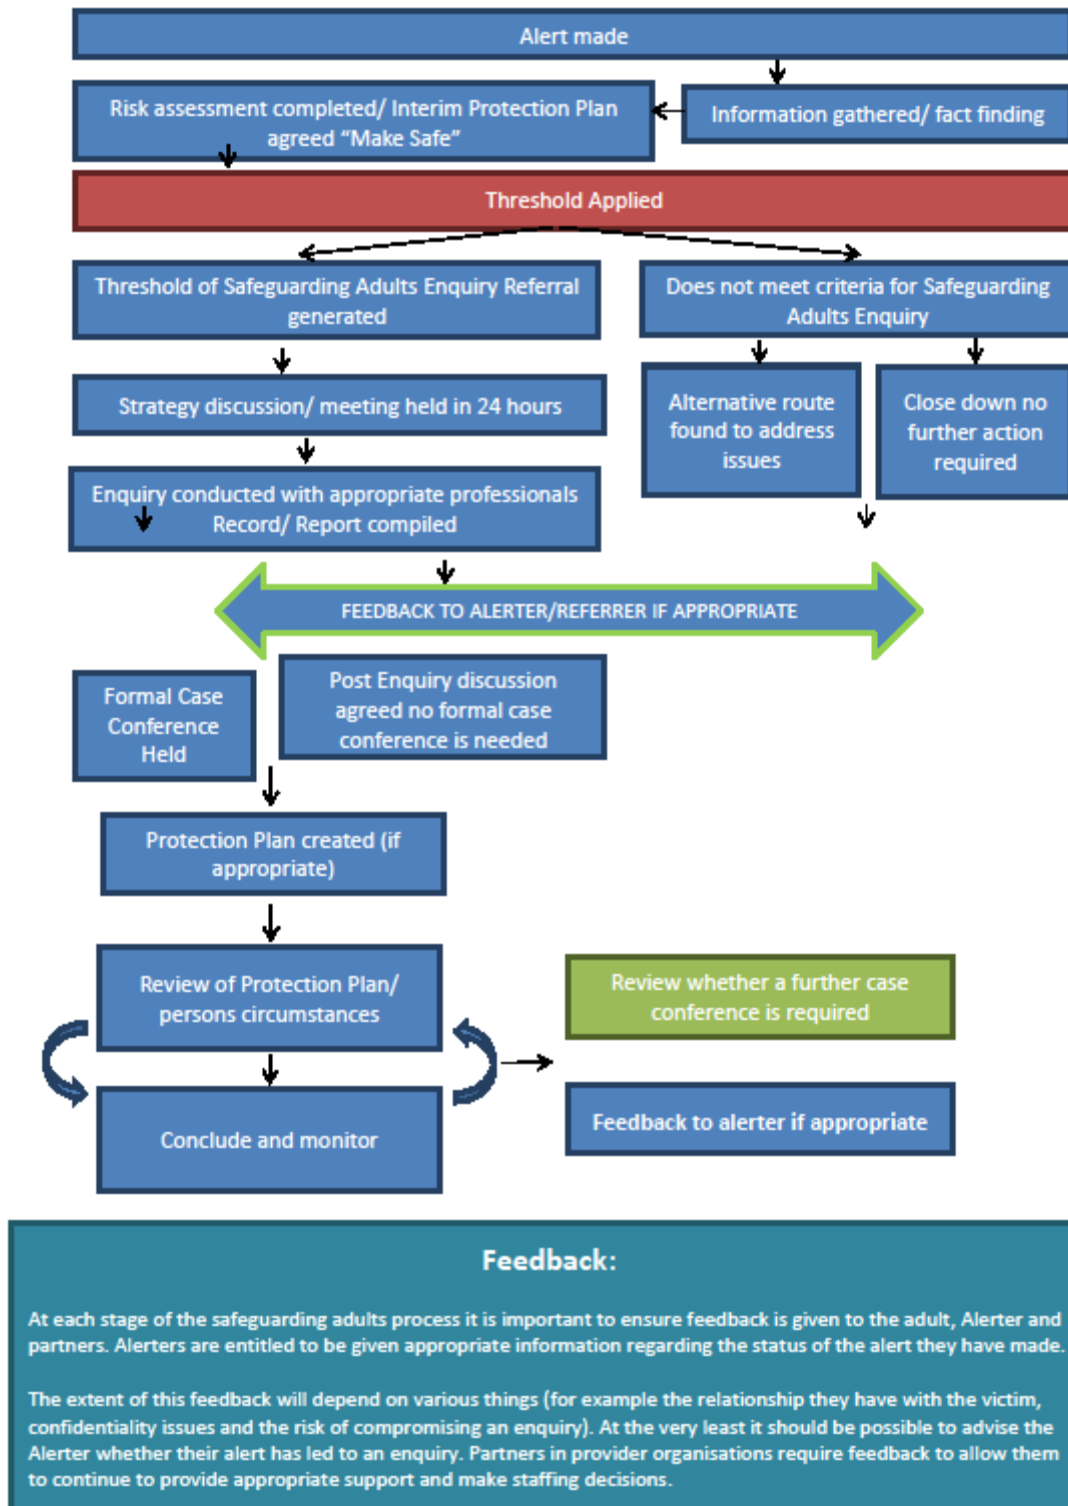 Alert made
Risk assessment completed/ Interim Protection Plan
agreed “Make Safe”
Information gathered/ fact finding
Threshold Applied
Threshold of Safeguarding Adults Enquiry Referral
generated
Does not meet criteria for Safeguarding
Adults Enquiry
Strategy discussion/ meeting held in 24 hours
Alternative route
found to address
issues
Close down no
further action
required
Enquiry conducted with appropriate professionals
Record/ Report compiled
FEEDBACK TO ALERTER/REFERRER IF APPROPRIATE
Formal Case
Conference
Held
Post Enquiry discussion
agreed no formal case
conference is needed
Protection Plan created (if
appropriate)
Review of Protection Plan/
persons circumstances
Review whether a further case
conference is required
Conclude and monitor
Feedback to alerter if appropriate
Feedback:
At each stage of the safeguarding adults process it is important to ensure feedback is given to the adult, Alerter and
partners. Alerters are entitled to be given appropriate information regarding the status of the alert they have made.
The extent of this feedback will depend on various things (for example the relationship they have with the victim,
confidentiality issues and the risk of compromising an enquiry). At the very least it should be possible to advise the
Alerter whether their alert has led to an enquiry. Partners in provider organisations require feedback to allow them
to continue to provide appropriate support and make staffing decisions.